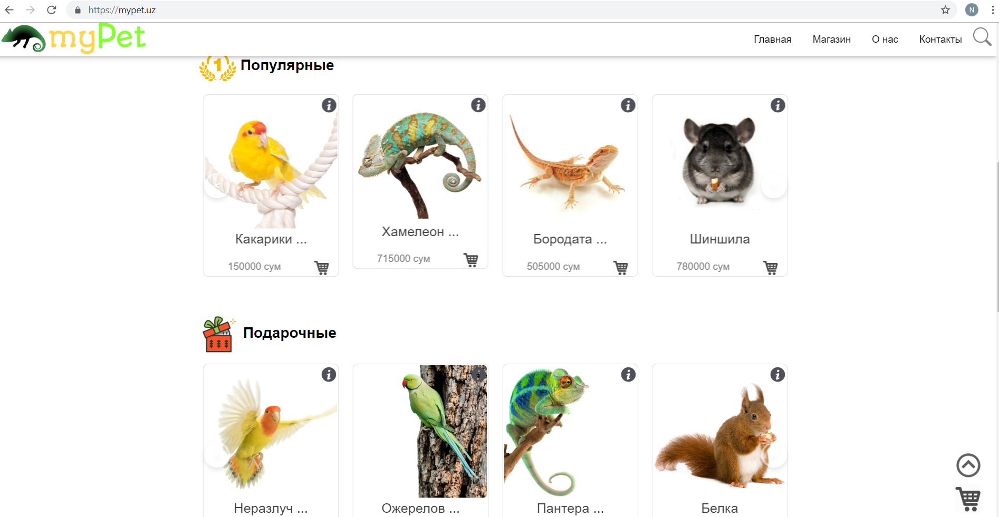 https://mypet.uz
N
myPet
Главная Магазин О нас Контакты
1 Популярные
i i i i
Какарики ... Хамелеон ... Бородата ... Шиншила
150000 сум 715000 сум 505000 сум 780000 сум
Подарочные
i i i i
Неразлуч ... Ожерелов ... Пантера ... Белка